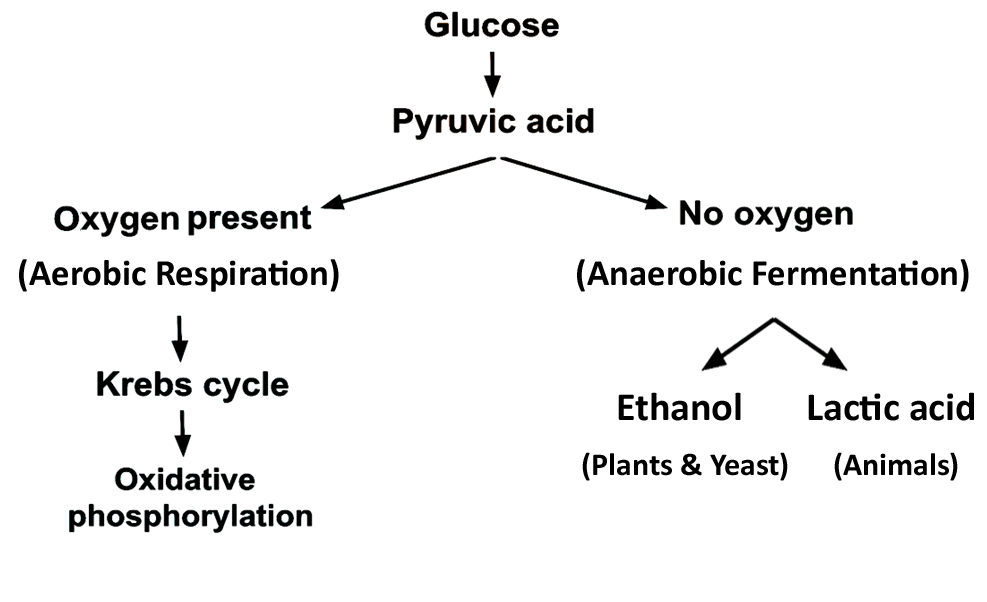 Glucose
Pyruvic acid
Oxygen present
(Aerobic Respiration)
Krebs cycle
Oxidative
phosphorylation
No oxygen
(Anaerobic Fermentation)
Ethanol
(Plants & Yeast)
Lactic acid
(Animals)